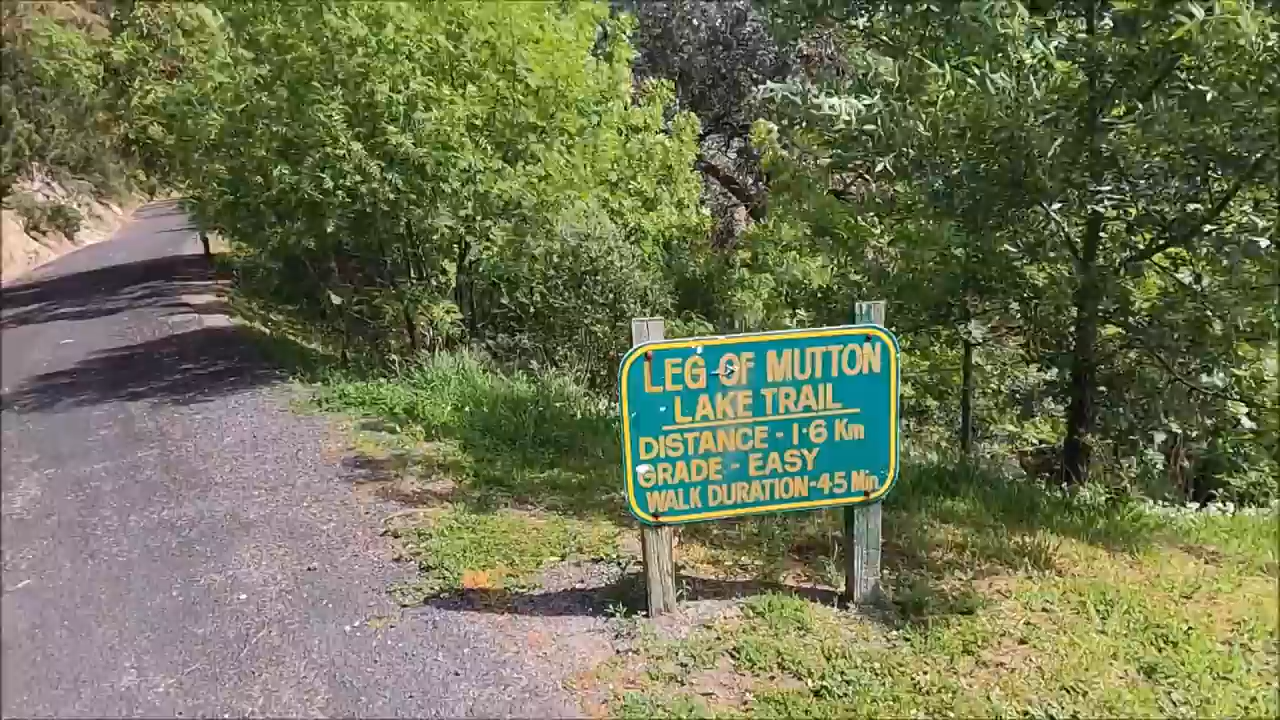 LEG OF MUTTON
LAKE TRAIL
DISTANCE - 1·6 Km
GRADE - EASY
WALK DURATION-45 Min